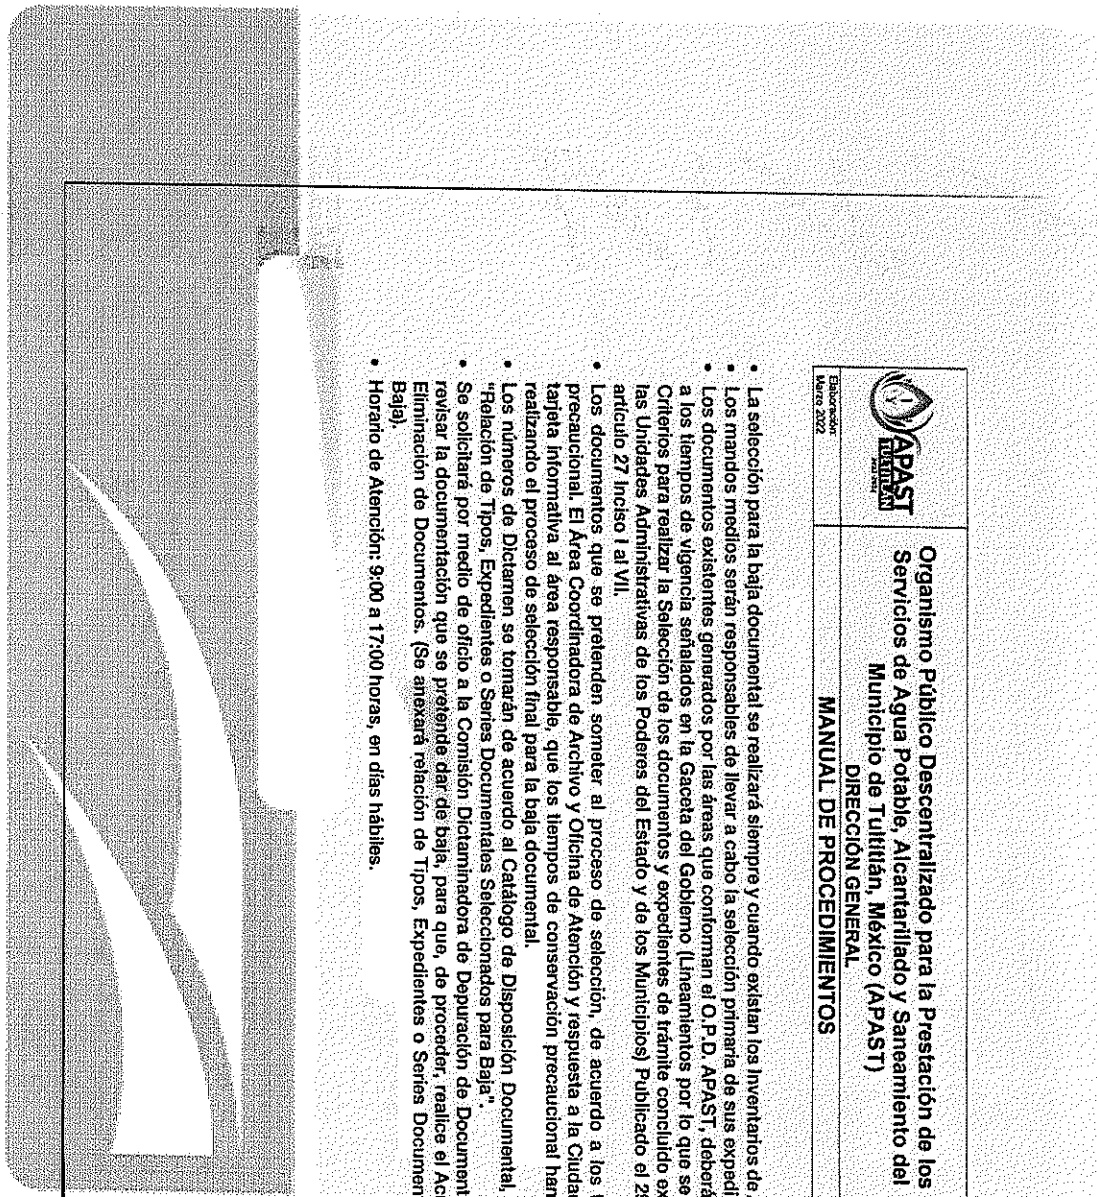 APAST
TULTITLÁN
Elaboración:
Marzo 2022
Organismo Público Descentralizado para la Prestación de los
Servicios de Agua Potable, Alcantarillado y Saneamiento del
Municipio de Tultitlán, México (APAST)
DIRECCIÓN GENERAL
MANUAL DE PROCEDIMIENTOS
• La selección para la baja documental se realizará siempre y cuando existan los Inventarios de
• Los mandos medios serán responsables de llevar a cabo la selección primaria de sus expedi
• Los documentos existentes generados por las áreas que conforman el O.P.D. APAST, deberá
a los tiempos de vigencia señalados en la Gaceta del Gobierno (Lineamientos por lo que se
Criterios para realizar la Selección de los documentos y expedientes de trámite concluido ex
las Unidades Administrativas de los Poderes del Estado y de los Municipios) Publicado el 29
artículo 27 Inciso I al VII.
• Los documentos que se pretenden someter al proceso de selección, de acuerdo a los
precaucional. El Área Coordinadora de Archivo y Oficina de Atención y respuesta a la Ciuda
tarjeta informativa al área responsable, que los tiempos de conservación precaucional han
realizando el proceso de selección final para la baja documental.
• Los números de Dictamen se tomarán de acuerdo al Catálogo de Disposición Documental,
"Relación de Tipos, Expedientes o Series Documentales Seleccionados para Baja".
• Se solicitará por medio de oficio a la Comisión Dictaminadora de Depuración de Document
revisar la documentación que se pretende dar de baja, para que, de proceder, realice el Acu
Eliminación de Documentos. (Se anexará relación de Tipos, Expedientes o Series Documen
Baja).
• Horario de Atención: 9:00 a 17:00 horas, en días hábiles.